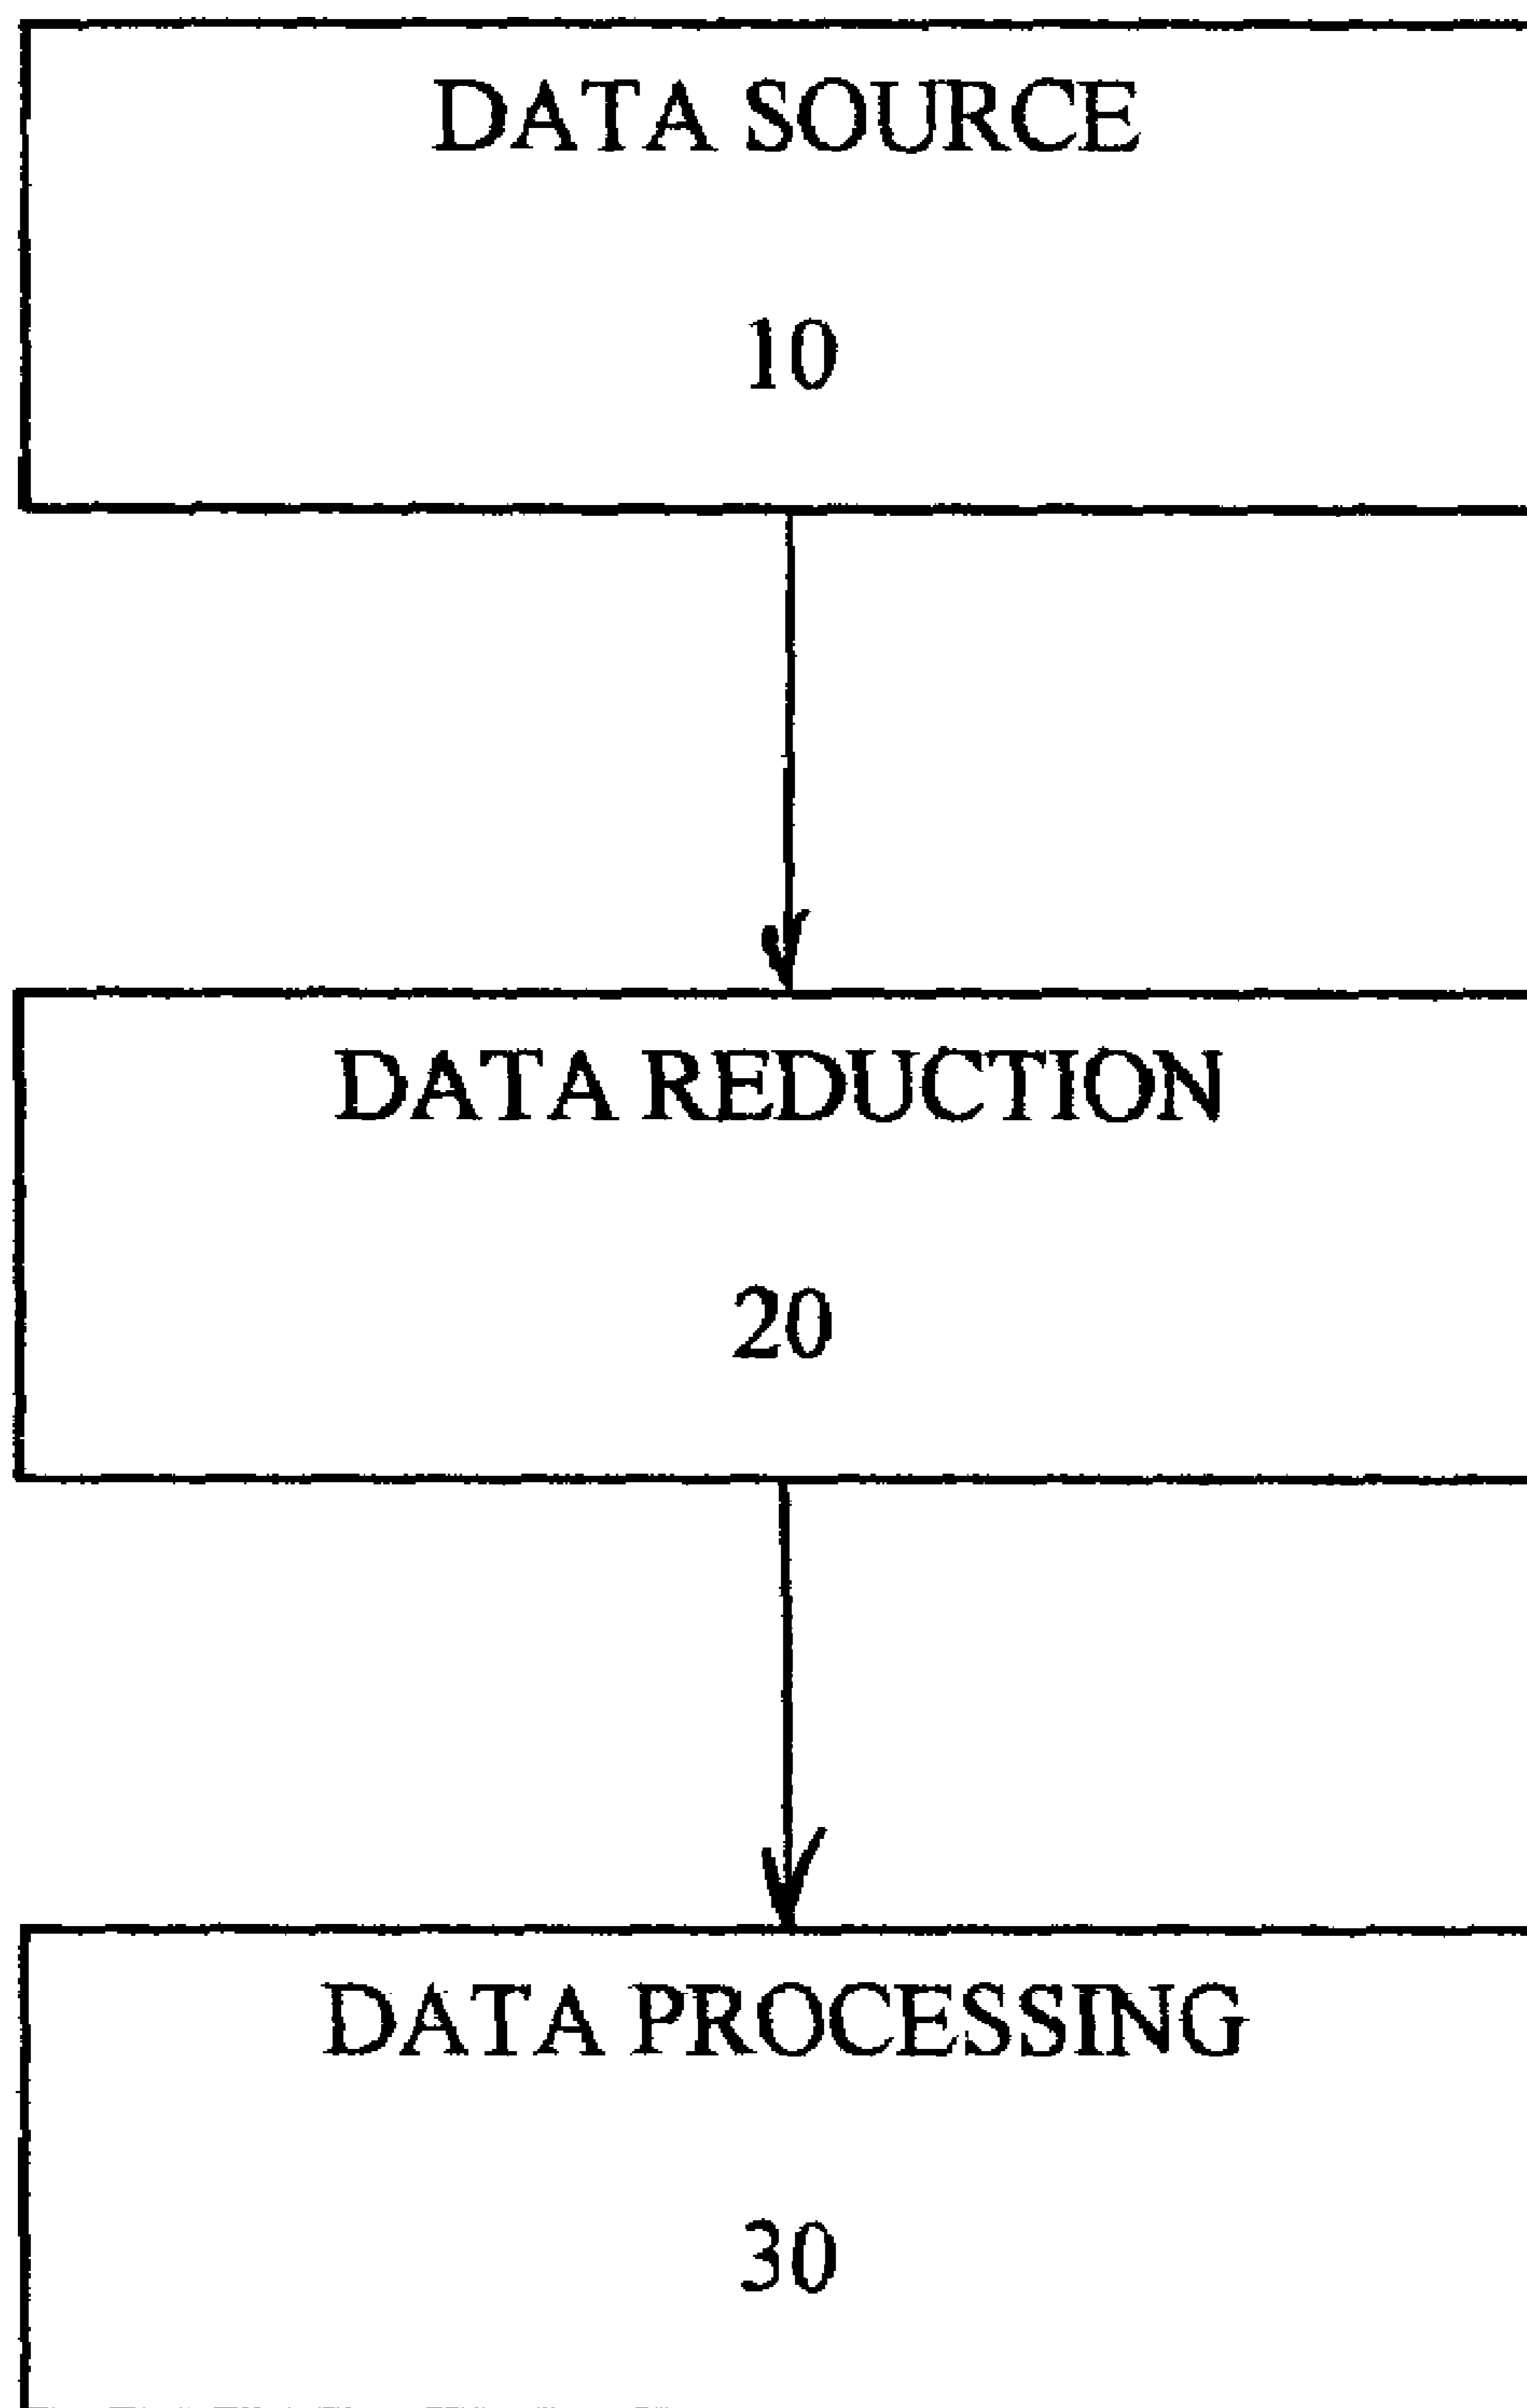 DATA SOURCE
10
DATA REDUCTION
20
DATA PROCESSING
30